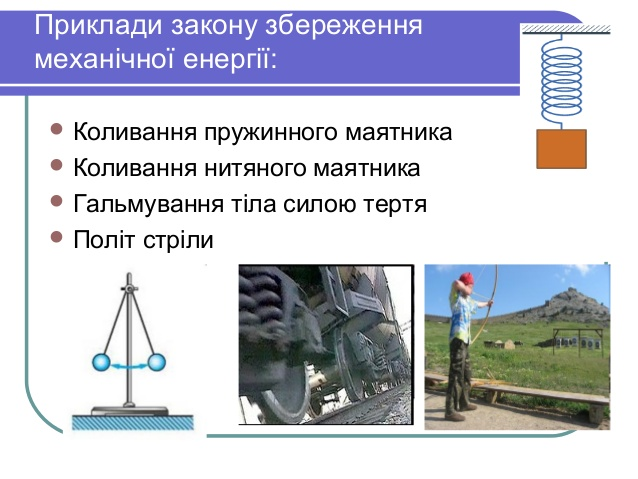 Приклади закону збереження
механічної енергії:
Коливання пружинного маятника
Коливання нитяного маятника
Гальмування тіла силою тертя
Політ стріли